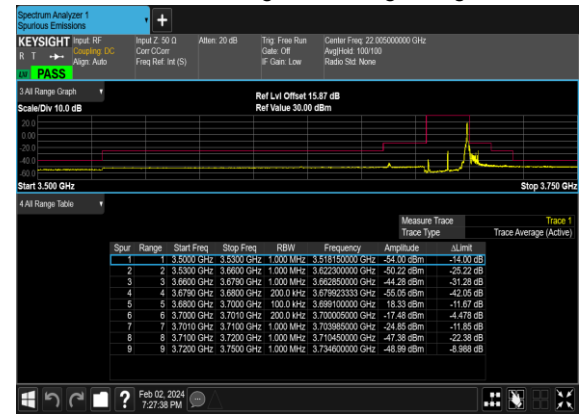 Spectrum Analyzer 1
Spurious Emissions
KEYSIGHT Input: RF Input Z: 50 Ω Atten: 20 dB Trig: Free Run Center Freq: 22.005000000 GHz
R T Coupling: DC Corr CCorr Gate: Off Avg|Hold: 100/100
Align: Auto Freq Ref: Int (S) IF Gain: Low Radio Std: None
PASS
3 All Range Graph
Ref Lvl Offset 15.87 dB
Scale/Div 10.0 dB Ref Value 30.00 dBm
20.0
0.00
-20.0
-40.0
-60.0
Start 3.500 GHz Stop 3.750 GHz
4 All Range Table
Measure Trace Trace 1
Trace Type Trace Average (Active)
Spur Range Start Freq Stop Freq RBW Frequency Amplitude ΔLimit
1 1 3.5000 GHz 3.5300 GHz 1.000 MHz 3.518150000 GHz -54.00 dBm -14.00 dB
2 2 3.5300 GHz 3.6600 GHz 1.000 MHz 3.622300000 GHz -50.22 dBm -25.22 dB
3 3 3.6600 GHz 3.6790 GHz 1.000 MHz 3.662850000 GHz -44.28 dBm -31.28 dB
4 4 3.6790 GHz 3.6800 GHz 200.0 kHz 3.679923333 GHz -55.05 dBm -42.05 dB
5 5 3.6800 GHz 3.7000 GHz 100.0 kHz 3.699100000 GHz 18.33 dBm -11.67 dB
6 6 3.7000 GHz 3.7010 GHz 200.0 kHz 3.700005000 GHz -17.48 dBm -4.478 dB
7 7 3.7010 GHz 3.7100 GHz 1.000 MHz 3.703985000 GHz -24.85 dBm -11.85 dB
8 8 3.7100 GHz 3.7200 GHz 1.000 MHz 3.710450000 GHz -47.38 dBm -22.38 dB
9 9 3.7200 GHz 3.7500 GHz 1.000 MHz 3.734600000 GHz -48.99 dBm -8.988 dB
Feb 02, 2024
7:27:38 PM